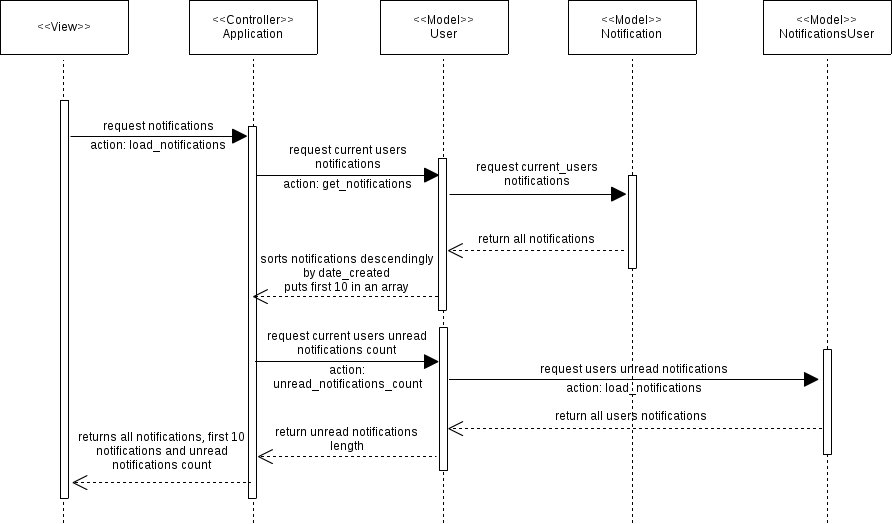 <<View>>
<<Controller>>
Application
<<Model>>
User
<<Model>>
Notification
<<Model>>
NotificationsUser
request notifications
action: load_notifications
request current users
notifications
action: get_notifications
request current_users
notifications
return all notifications
sorts notifications descendingly
by date_created
puts first 10 in an array
request current users unread
notifications count
action:
unread_notifications_count
request users unread notifications
action: load_notifications
return all users notifications
return unread notifications
length
returns all notifications, first 10
notifications and unread
notifications count